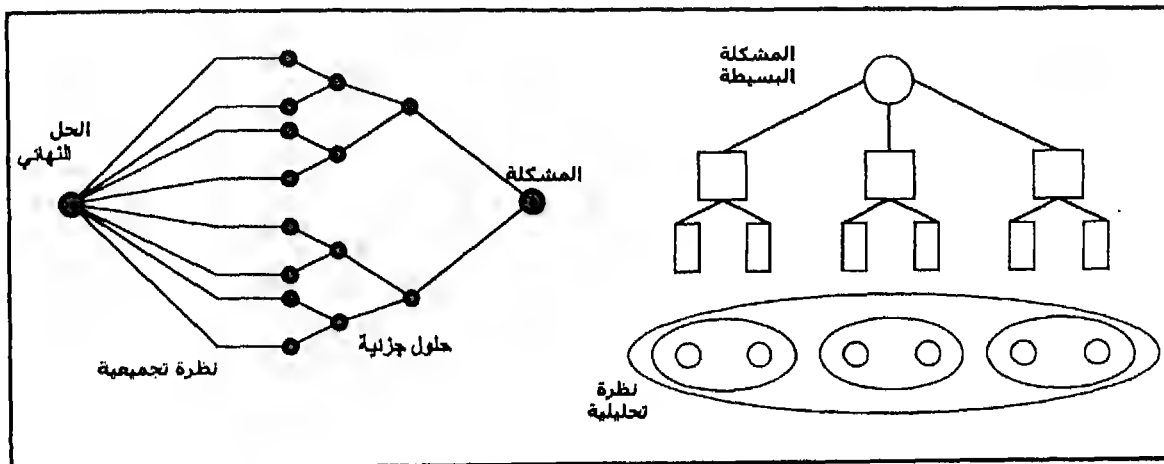 المشكلة
البسيطة
الحل
النهائي
المشكلة
حلول جزئية
نظرة تجميعية
نظرة
تحليلية